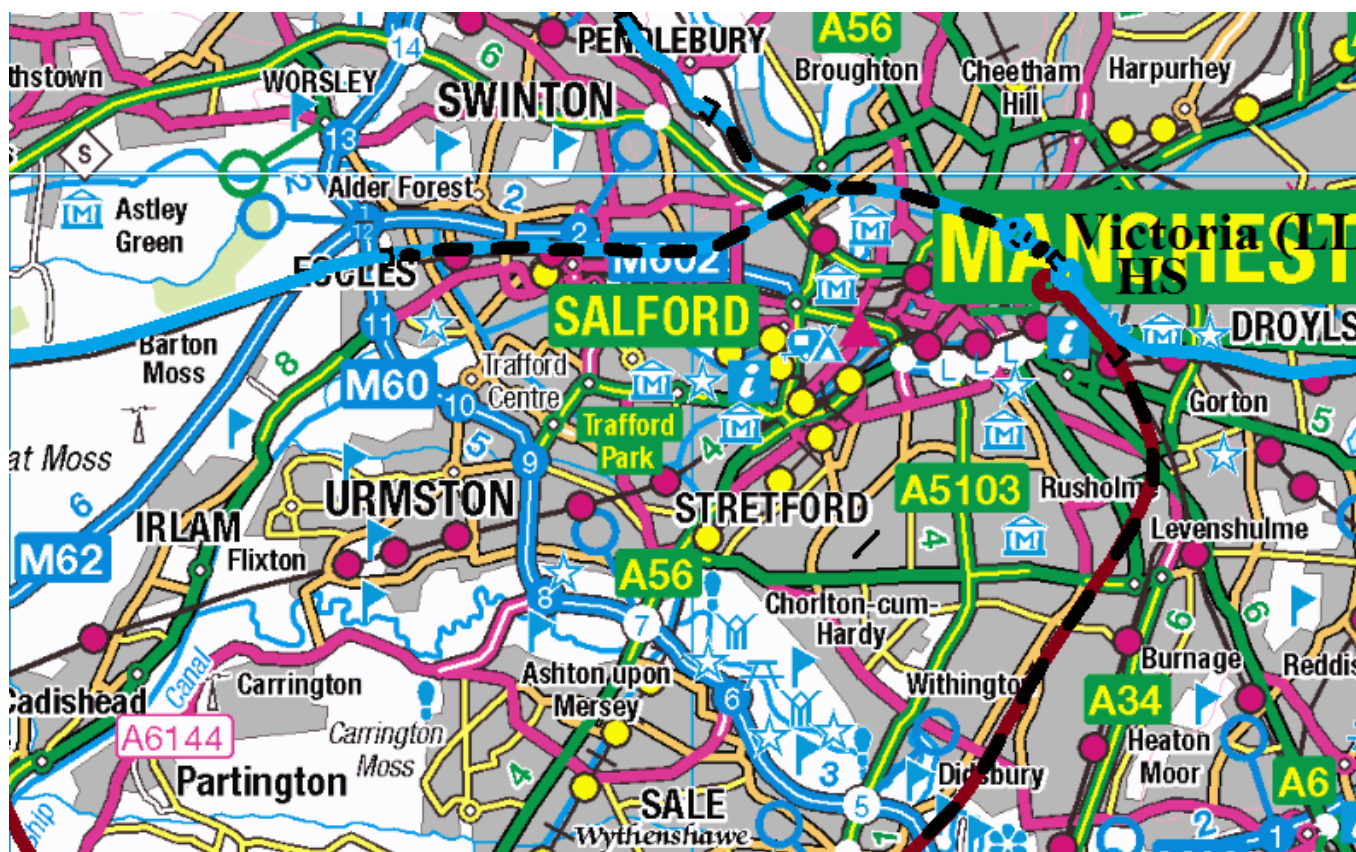 14
6
PENDLEBURY
A56
Broughton
Cheetham
Hill
Harpurhey
thstown
WORSLEY
SWINTON
13
S
2
Alder Forest
2
Astley
Green
12
2
M602
MANCHEST
Victoria (LL
HS
ECCLES
SALFORD
DROYLS
11
8
Barton
Moss
Trafford
Centre
M60
10
L
L
i
i
Gorton
5
5
Trafford
Park
4
9
at Moss
6
URMSTON
STRETFORD
A5103
Rusholme
Levenshulme
IRLAM
Flixton
M62
4
A56
8
7
Chorlton-cum-
Hardy
9
6
Burnage
Reddis
Carrington
Ashton upon
Mersey
Withington
6
A34
Cadishead
Canal
A6144
Carrington
Moss
Heaton
Moor
Partington
4
3
Didsbury
A6
SALE
Wythenshawe
5
2
1
ship